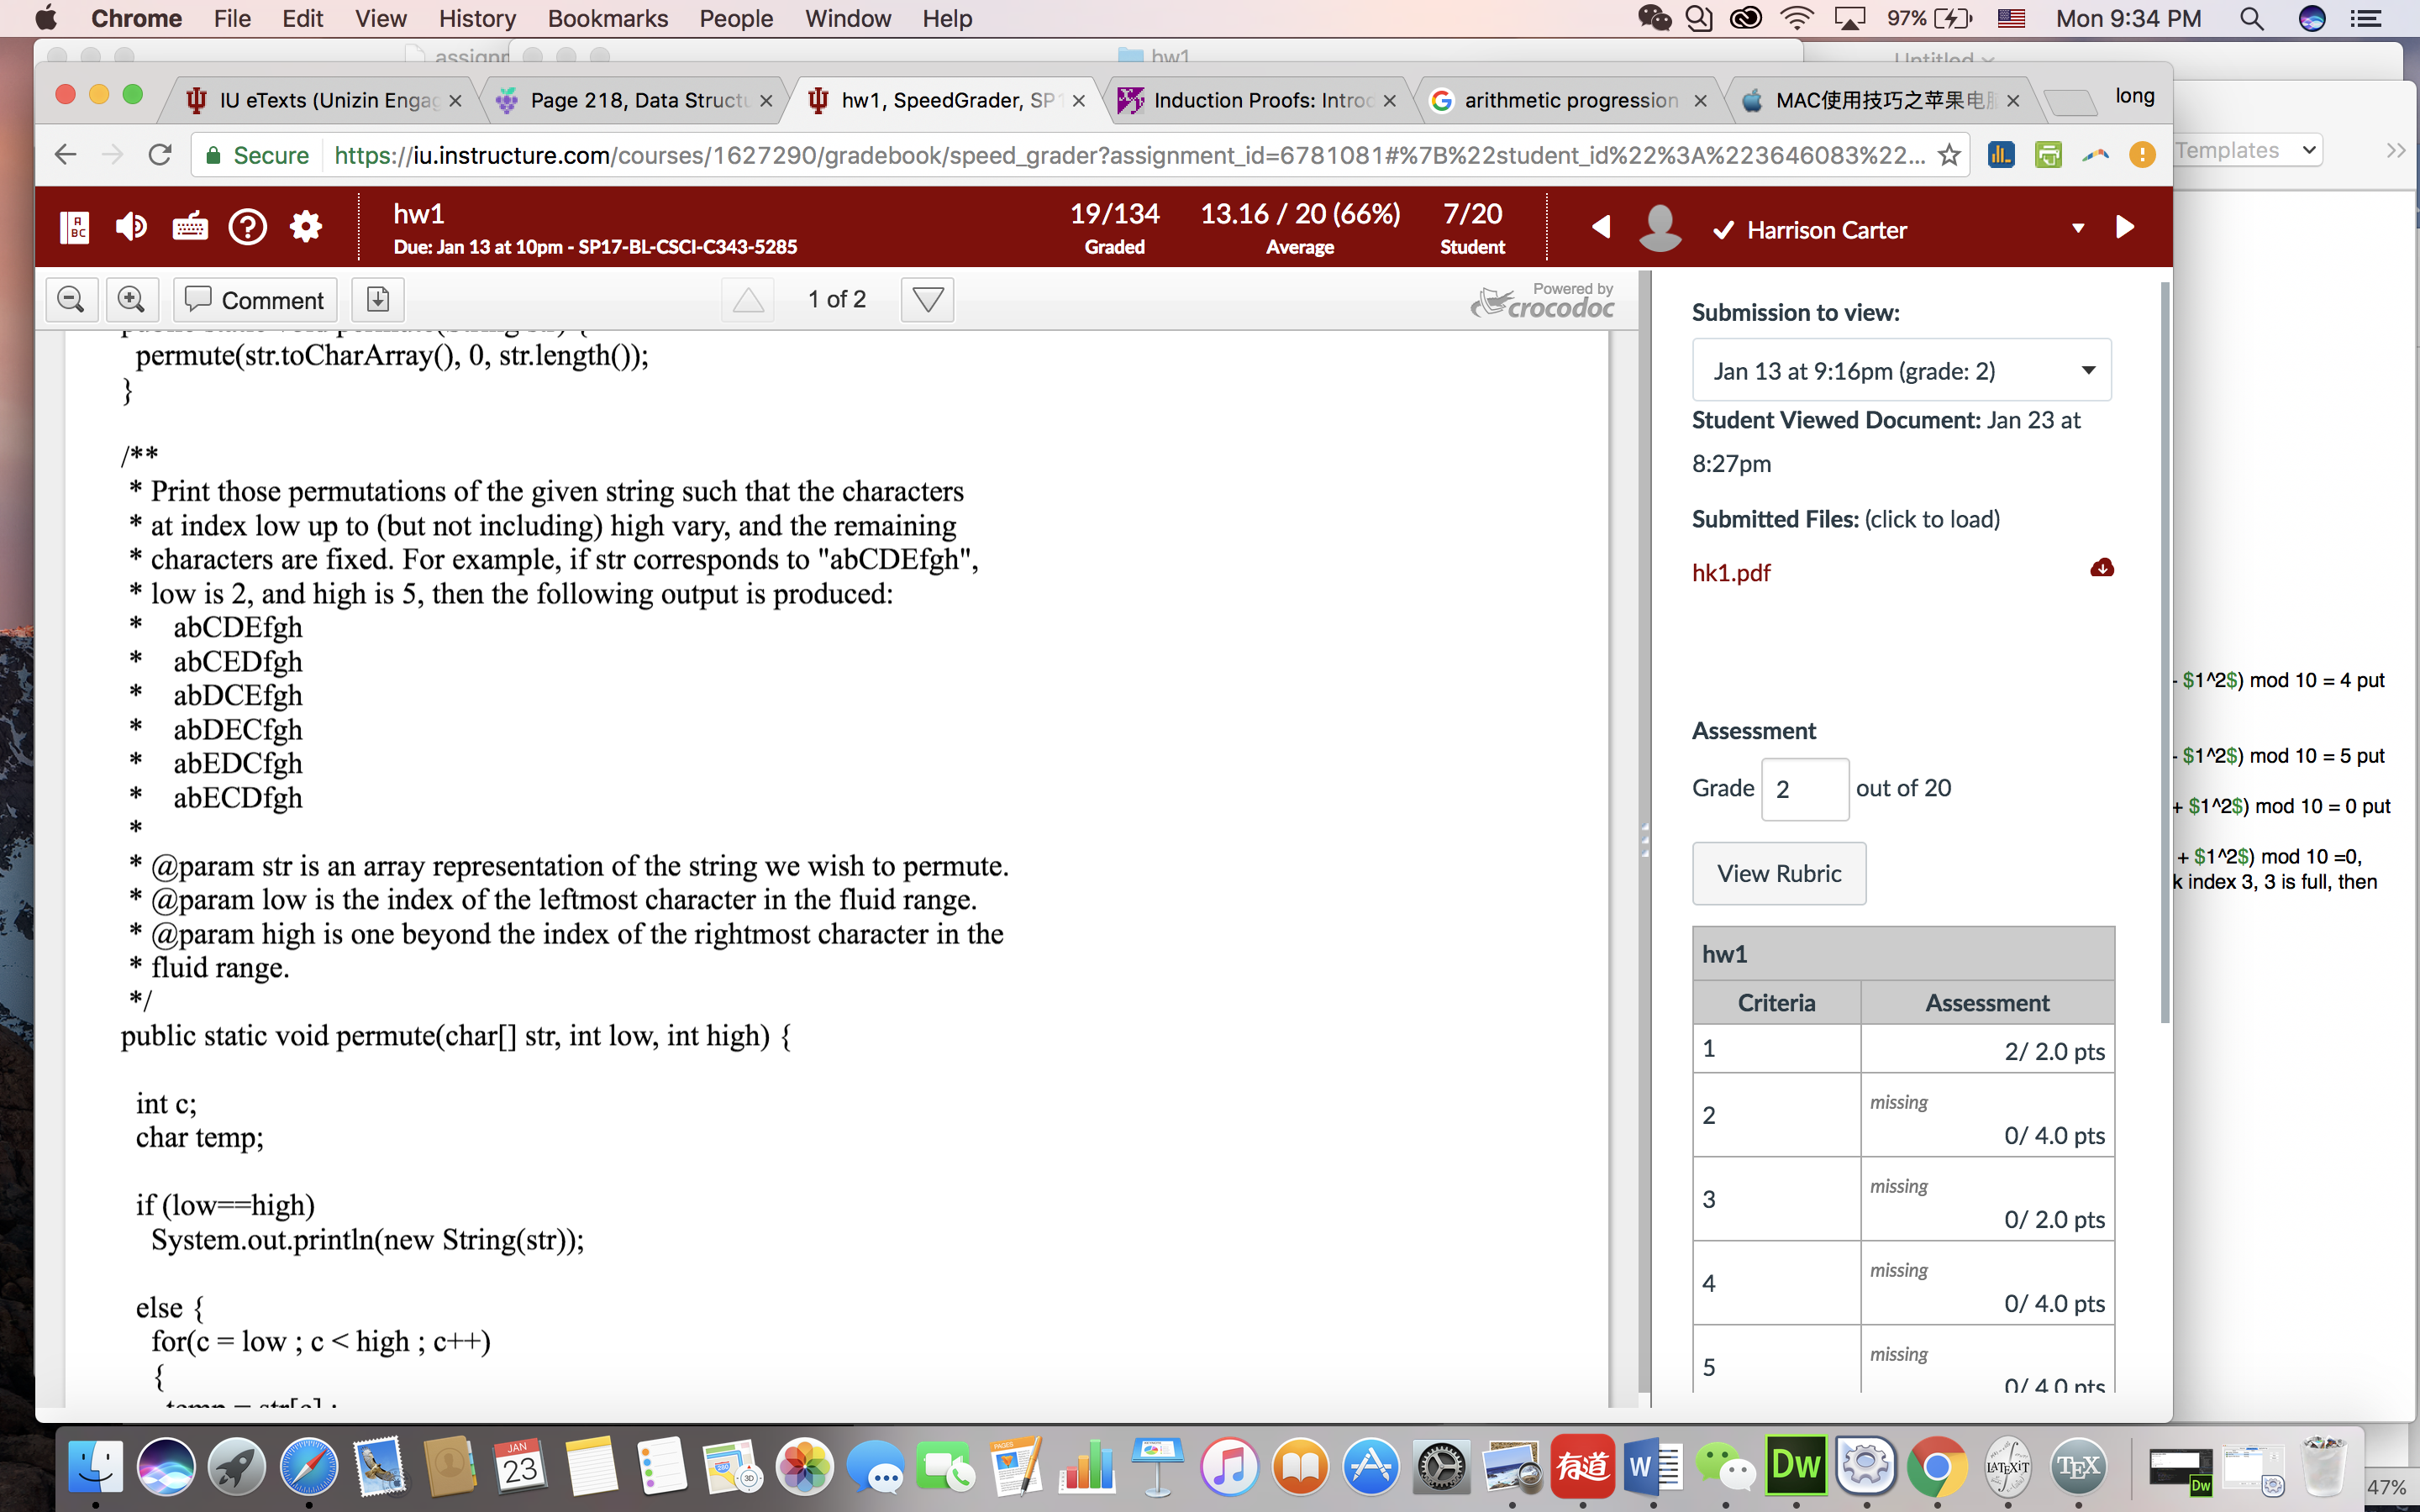 Chrome File Edit View History Bookmarks People Window Help 97% Mon 9:34 PM
hw1
Untitled
IU eTexts (Unizin Engag
Page 218, Data Structu
hw1, SpeedGrader, SP1
Induction Proofs: Introd
arithmetic progression
MAC使用技巧之苹果电脑
long
Secure https://iu.instructure.com/courses/1627290/gradebook/speed_grader?assignment_id=6781081#%7B%22student_id%22%3A%223646083%22...
Templates
hw1
Due: Jan 13 at 10pm - SP17-BL-CSCI-C343-5285
19/134
Graded
13.16 / 20 (66%)
Average
7/20
Student
Harrison Carter
Comment
1 of 2
Powered by
crocodoc
permute(str.toCharArray(), 0, str.length());
}
/**
* Print those permutations of the given string such that the characters
* at index low up to (but not including) high vary, and the remaining
* characters are fixed. For example, if str corresponds to "abCDEfgh",
* low is 2, and high is 5, then the following output is produced:
* abCDEfgh
* abCEDfgh
* abDCEfgh
* abDECfgh
* abEDCfgh
* abECDfgh
*
* @param str is an array representation of the string we wish to permute.
* @param low is the index of the leftmost character in the fluid range.
* @param high is one beyond the index of the rightmost character in the
* fluid range.
*/
public static void permute(char[] str, int low, int high) {
int c;
char temp;
if (low==high)
System.out.println(new String(str));
else {
for(c = low ; c < high ; c++)
{
Submission to view:
Jan 13 at 9:16pm (grade: 2)
Student Viewed Document: Jan 23 at
8:27pm
Submitted Files: (click to load)
hk1.pdf
Assessment
Grade 2 out of 20
View Rubric
hw1
Criteria Assessment
1 2/ 2.0 pts
2 missing
0/ 4.0 pts
3 missing
0/ 2.0 pts
4 missing
0/ 4.0 pts
5 missing
0/ 4.0 pts
- $1^2$) mod 10 = 4 put
- $1^2$) mod 10 = 5 put
+ $1^2$) mod 10 = 0 put
+ $1^2$) mod 10 =0,
k index 3, 3 is full, then
JAN
23
PAGES
有道
W
Dw
LATEXiT
TEX
Dw
47%